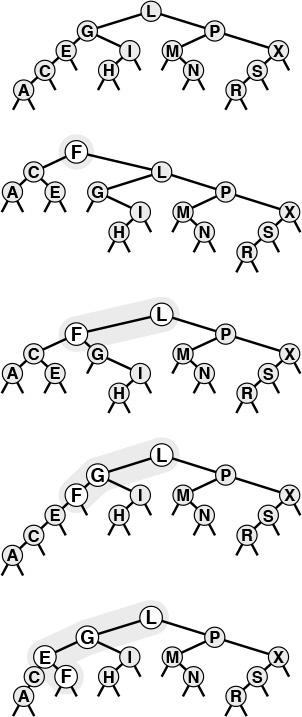 L
G P
E I M X
C H N S
A R
F
C L
A E G P
I M X
H N S
R
L
F P
C G M X
A E I N S
H R
L
G P
F I M X
E H N S
C R
A
L
G P
E I M X
C F H N S
A R